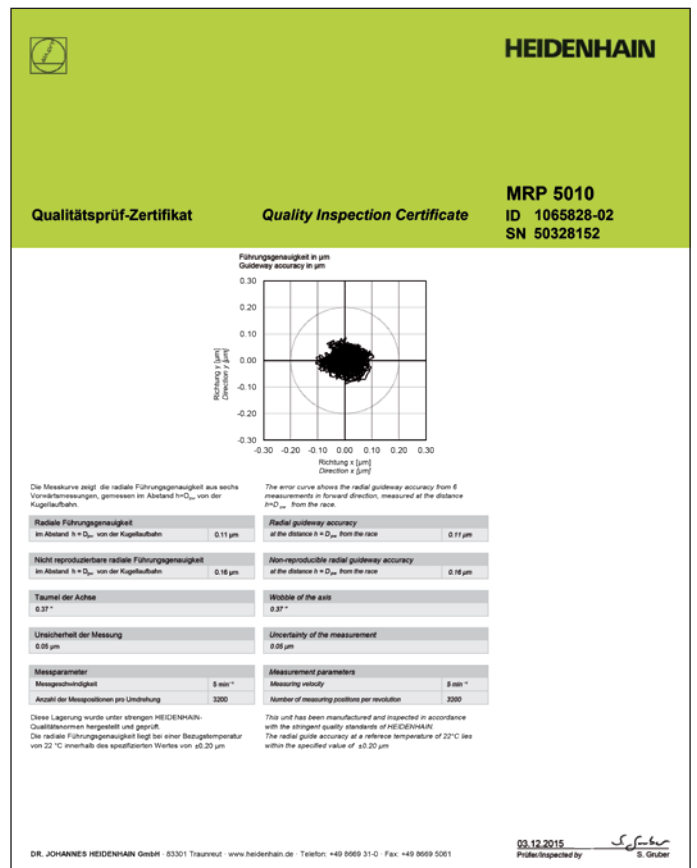 HEIDENHAIN
MRP 5010
Qualitätsprüf-Zertifikat
Quality Inspection Certificate
ID 1065828-02
SN 50328152
Führungsgenauigkeit in µm
Guideway accuracy in µm
0.30
0.20
0.10
0.00
-0.10
-0.20
-0.30
Richtung y [µm]
Direction y [µm]
-0.30 -0.20 -0.10 0.00 0.10 0.20 0.30
Richtung x [µm]
Direction x [µm]
Die Messkurve zeigt die radiale Führungsgenauigkeit aus sechs
Vorwärtsmessungen, gemessen im Abstand h=Dpw von der
Kugellaufbahn.
The error curve shows the radial guideway accuracy from 6
measurements in forward direction, measured at the distance
h=Dpw from the race.
Radiale Führungsgenauigkeit
im Abstand h = Dpw von der Kugellaufbahn 0.11 µm
Radial guideway accuracy
at the distance h = Dpw from the race 0.11 µm
Nicht reproduzierbare radiale Führungsgenauigkeit
im Abstand h = Dpw von der Kugellaufbahn 0.16 µm
Non-reproducible radial guideway accuracy
at the distance h = Dpw from the race 0.16 µm
Taumel der Achse
0.37 "
Wobble of the axis
0.37 "
Unsicherheit der Messung
0.05 µm
Uncertainty of the measurement
0.05 µm
Messparameter
Messgeschwindigkeit 5 min⁻¹
Anzahl der Messpositionen pro Umdrehung 3200
Measurement parameters
Measuring velocity 5 min⁻¹
Number of measuring positions per revolution 3200
Diese Lagerung wurde unter strengen HEIDENHAIN-
Qualitätsnormen hergestellt und geprüft.
Die radiale Führungsgenauigkeit liegt bei einer Bezugstemperatur
von 22 °C innerhalb des spezifizierten Wertes von ±0.20 µm
This unit has been manufactured and inspected in accordance
with the stringent quality standards of HEIDENHAIN.
The radial guide accuracy at a referece temperature of 22°C lies
within the specified value of ±0.20 µm
03.12.2015 S. Gruber
Prüfer/Inspected by S. Gruber
DR. JOHANNES HEIDENHAIN GmbH · 83301 Traunreut · www.heidenhain.de · Telefon: +49 8669 31-0 · Fax: +49 8669 5061